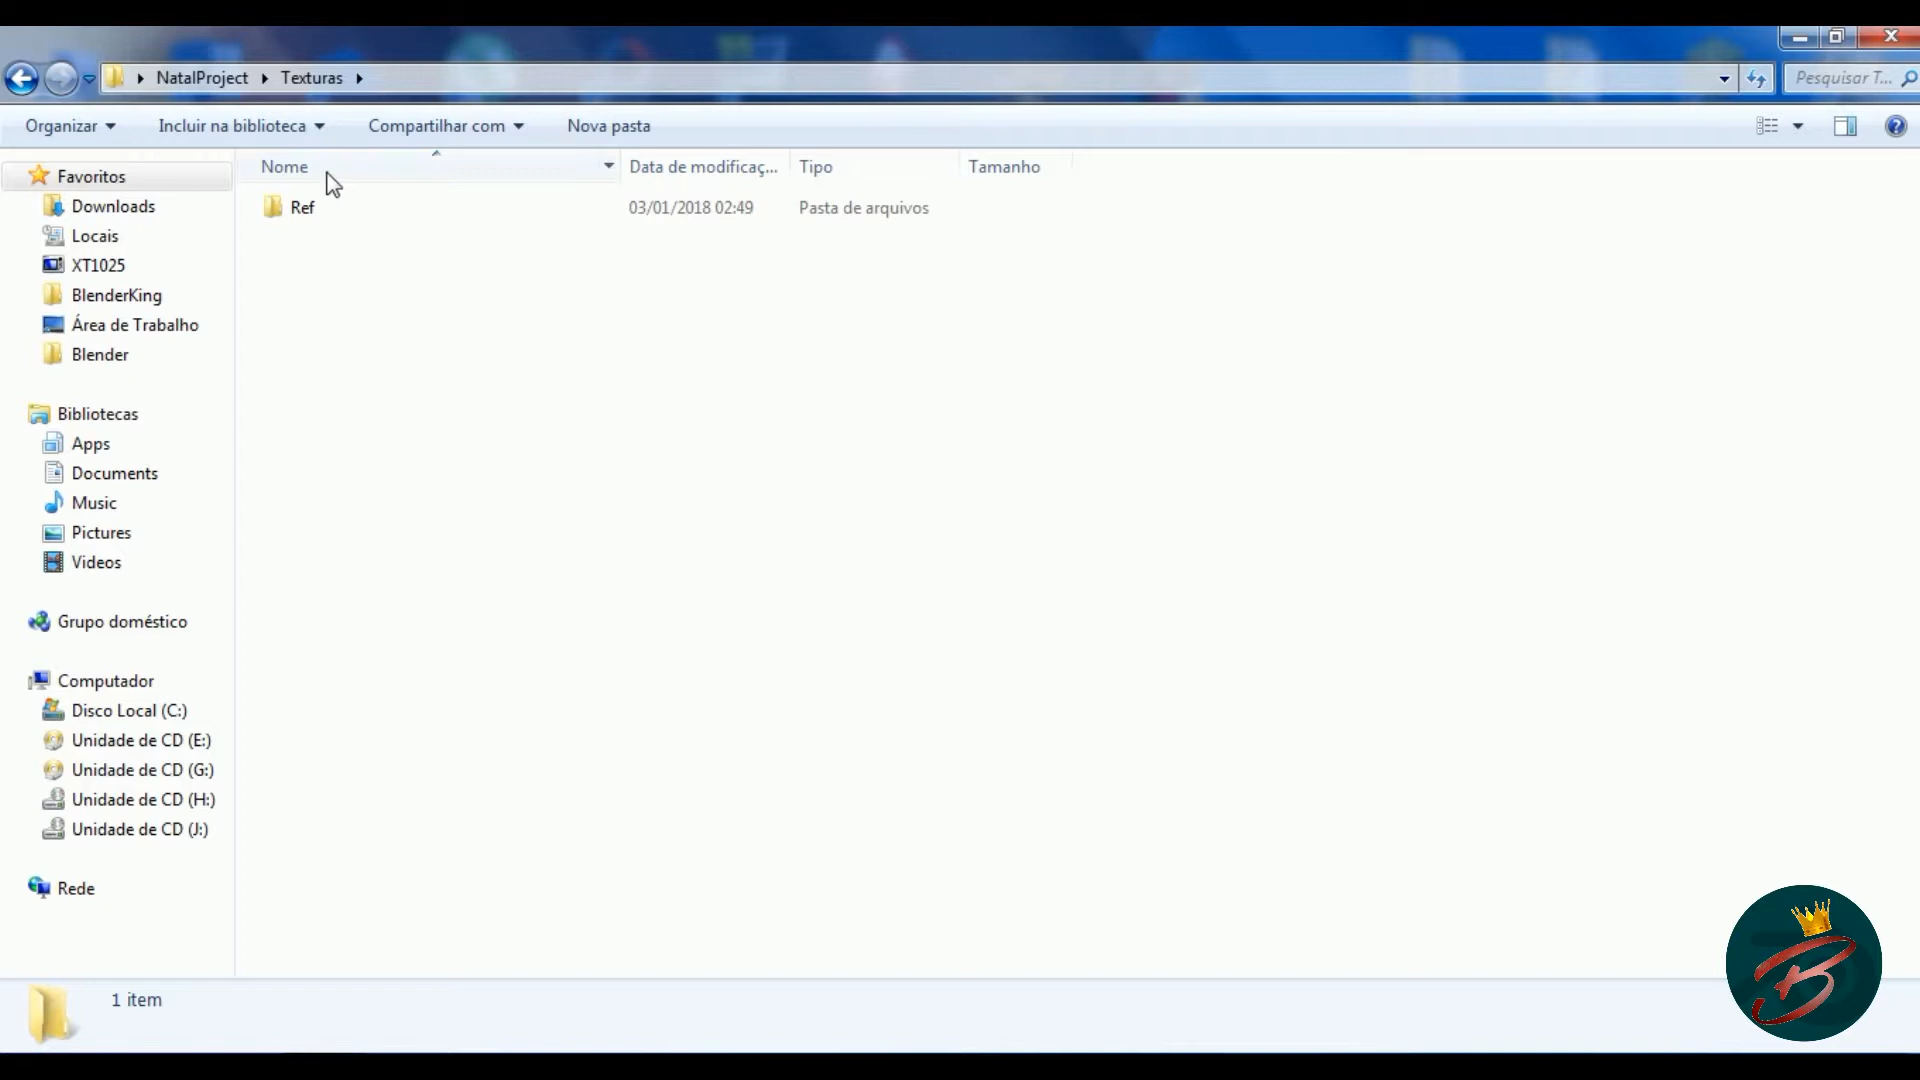 NatalProject Texturas
Pesquisar T...
Organizar Incluir na biblioteca Compartilhar com Nova pasta
Nome Data de modificaç... Tipo Tamanho
Ref 03/01/2018 02:49 Pasta de arquivos
Favoritos
Downloads
Locais
XT1025
BlenderKing
Área de Trabalho
Blender
Bibliotecas
Apps
Documents
Music
Pictures
Videos
Grupo doméstico
Computador
Disco Local (C:)
Unidade de CD (E:)
Unidade de CD (G:)
Unidade de CD (H:)
Unidade de CD (J:)
Rede
1 item
B